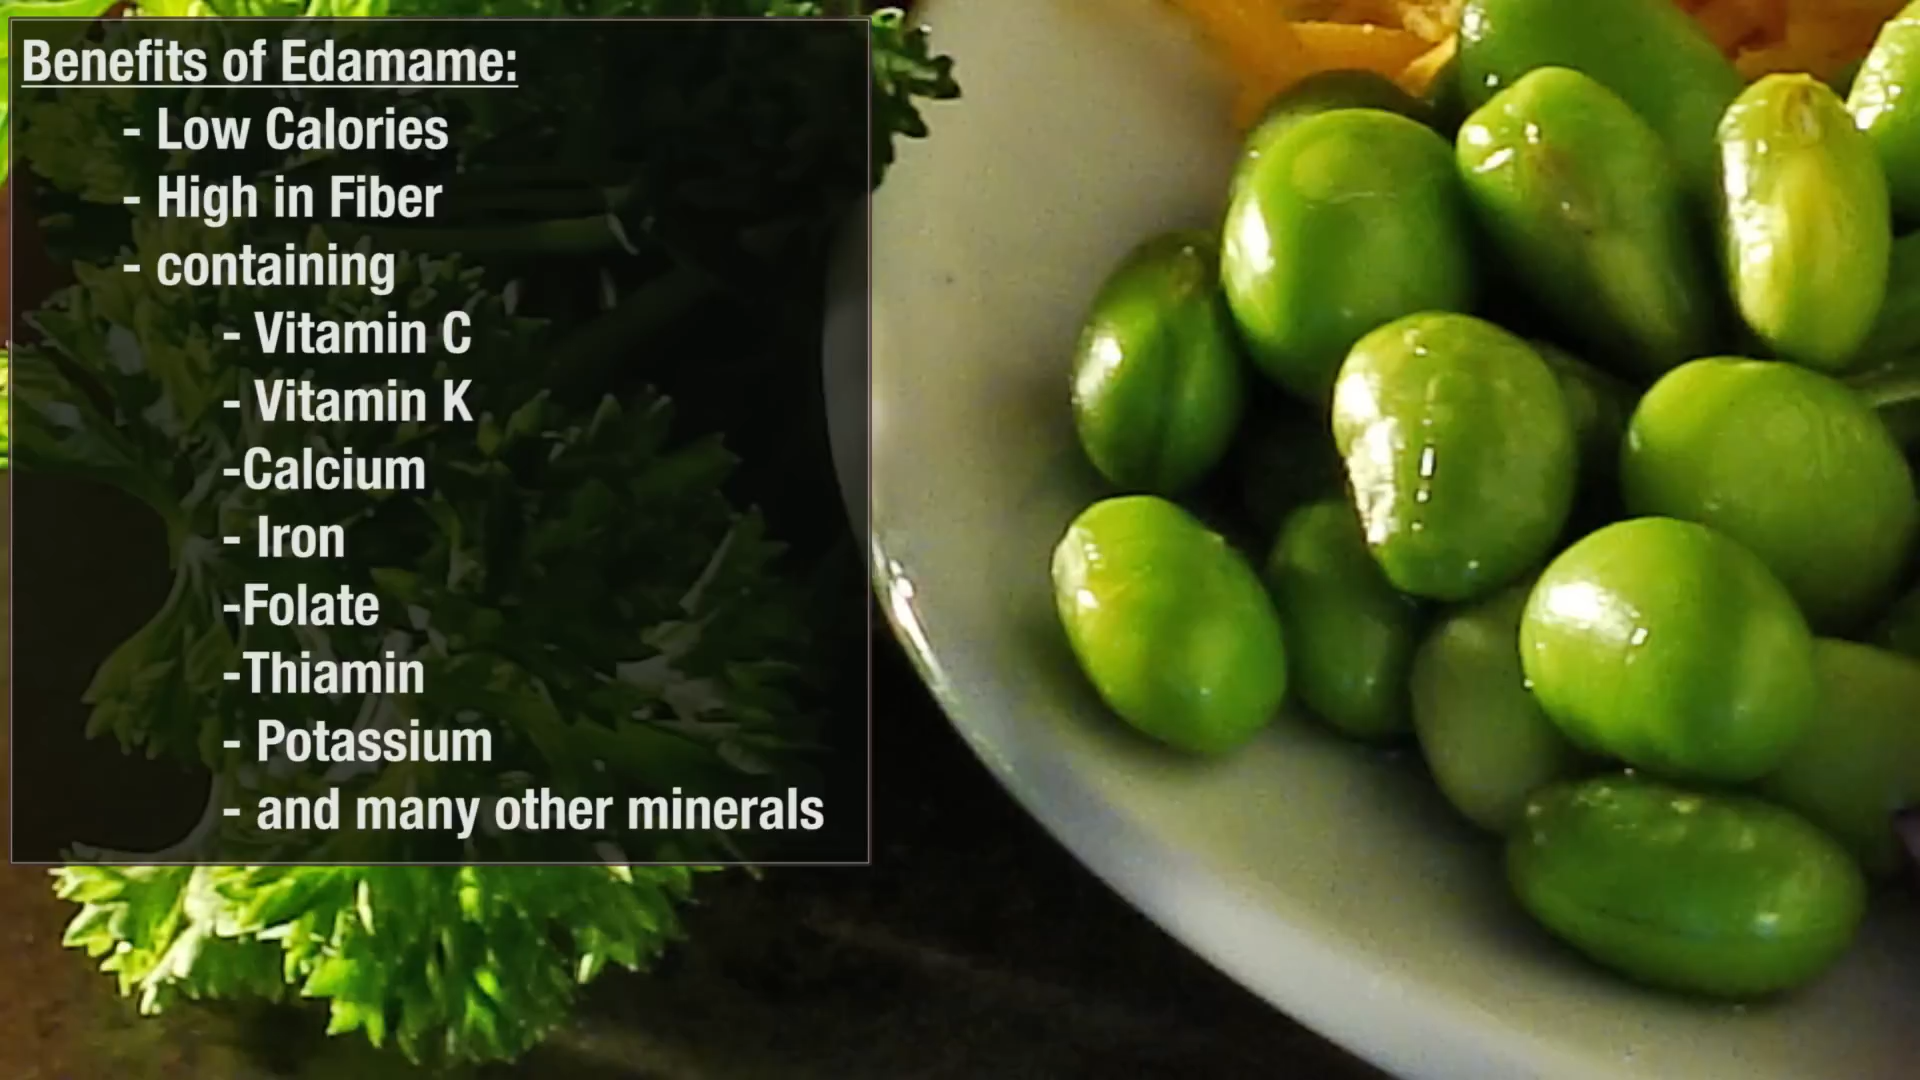 Benefits of Edamame:
- Low Calories
- High in Fiber
- containing
- Vitamin C
- Vitamin K
-Calcium
- Iron
-Folate
-Thiamin
- Potassium
- and many other minerals